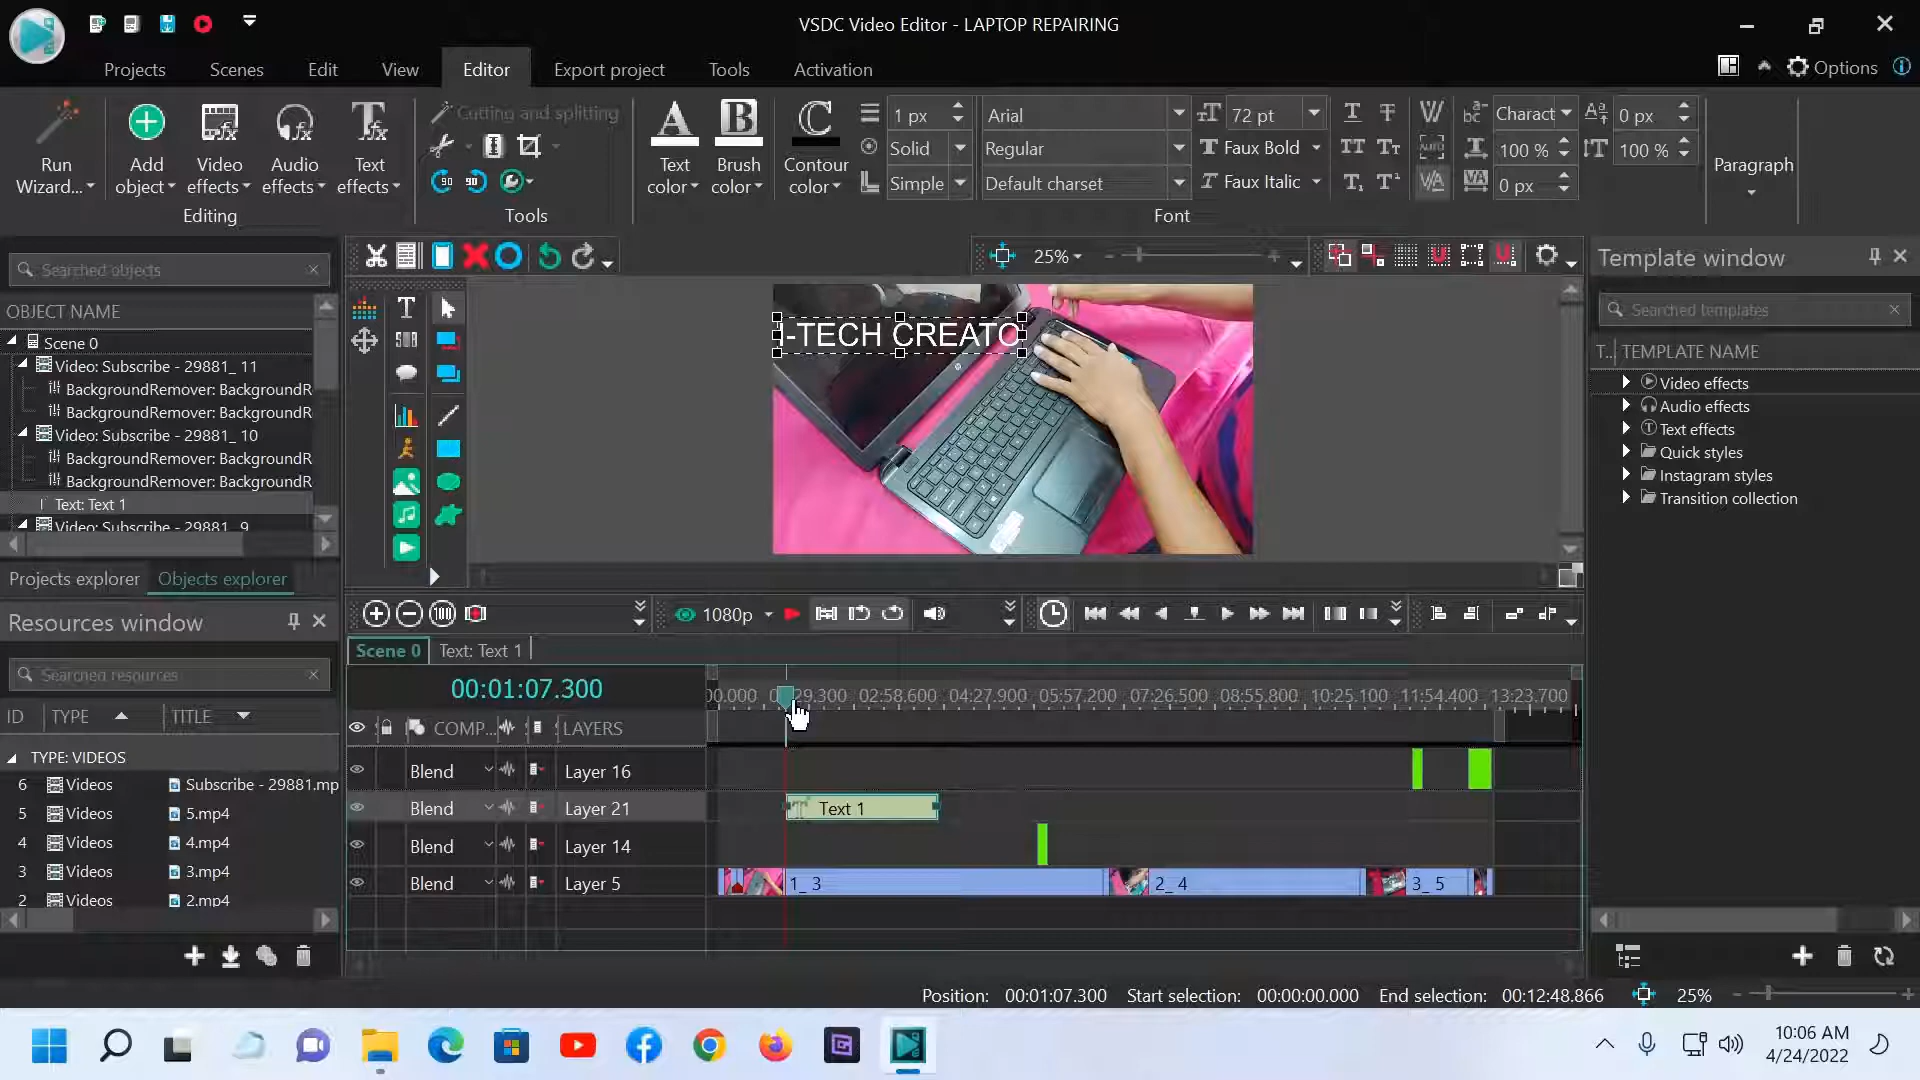 VSDC Video Editor - LAPTOP REPAIRING
Projects Scenes Edit View Editor Export project Tools Activation Options
Run Wizard...
Add object
Video effects
Audio effects
Text effects
Editing
Cutting and splitting
Tools
Text color
Brush color
Contour color
1 px
Solid
Simple
Arial
Regular
Default charset
72 pt
Faux Bold
Faux Italic
Charact
100 %
0 px
0 px
100 %
Font
Paragraph
Searched objects
OBJECT NAME
Scene 0
Video: Subscribe - 29881_ 11
BackgroundRemover: BackgroundR
BackgroundRemover: BackgroundR
Video: Subscribe - 29881_ 10
BackgroundRemover: BackgroundR
BackgroundRemover: BackgroundR
Text: Text 1
Video: Subscribe - 29881_ 9
Projects explorer Objects explorer
25%
I-TECH CREATO
Template window
Searched templates
T... TEMPLATE NAME
Video effects
Audio effects
Text effects
Quick styles
Instagram styles
Transition collection
Resources window
Searched resources
ID TYPE TITLE
TYPE: VIDEOS
6 Videos Subscribe - 29881.mp
5 Videos 5.mp4
4 Videos 4.mp4
3 Videos 3.mp4
2 Videos 2.mp4
1080p
Scene 0 Text: Text 1
00:01:07.300
00.000 29.300 02:58.600 04:27.900 05:57.200 07:26.500 08:55.800 10:25.100 11:54.400 13:23.700
COMP... LAYERS
Blend Layer 16
Blend Layer 21 Text 1
Blend Layer 14
Blend Layer 5 1_ 3 2_ 4 3_ 5
Position: 00:01:07.300 Start selection: 00:00:00.000 End selection: 00:12:48.866 25%
10:06 AM
4/24/2022